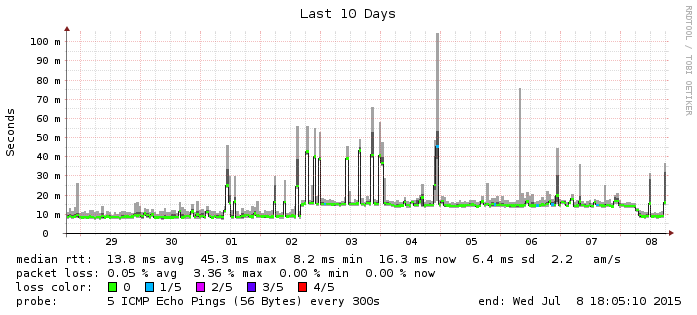 Last 10 Days
RRDTOOL / TOBI OETIKER
Seconds
100 m
90 m
80 m
70 m
60 m
50 m
40 m
30 m
20 m
10 m
0
29 30 01 02 03 04 05 06 07 08
median rtt: 13.8 ms avg 45.3 ms max 8.2 ms min 16.3 ms now 6.4 ms sd 2.2 am/s
packet loss: 0.05 % avg 3.36 % max 0.00 % min 0.00 % now
loss color: 0 1/5 2/5 3/5 4/5
probe: 5 ICMP Echo Pings (56 Bytes) every 300s end: Wed Jul 8 18:05:10 2015